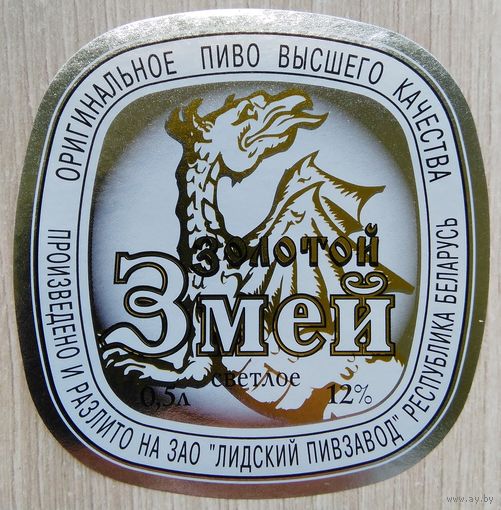 ОРИГИНАЛЬНОЕ ПИВО ВЫСШЕГО КАЧЕСТВА
ЗОЛОТОЙ
Змей
светлое
0,5л 12%
ПРОИЗВЕДЕНО И РАЗЛИТО НА ЗАО "ЛИДСКИЙ ПИВЗАВОД" РЕСПУБЛИКА БЕЛАРУСЬ
www.ay.by